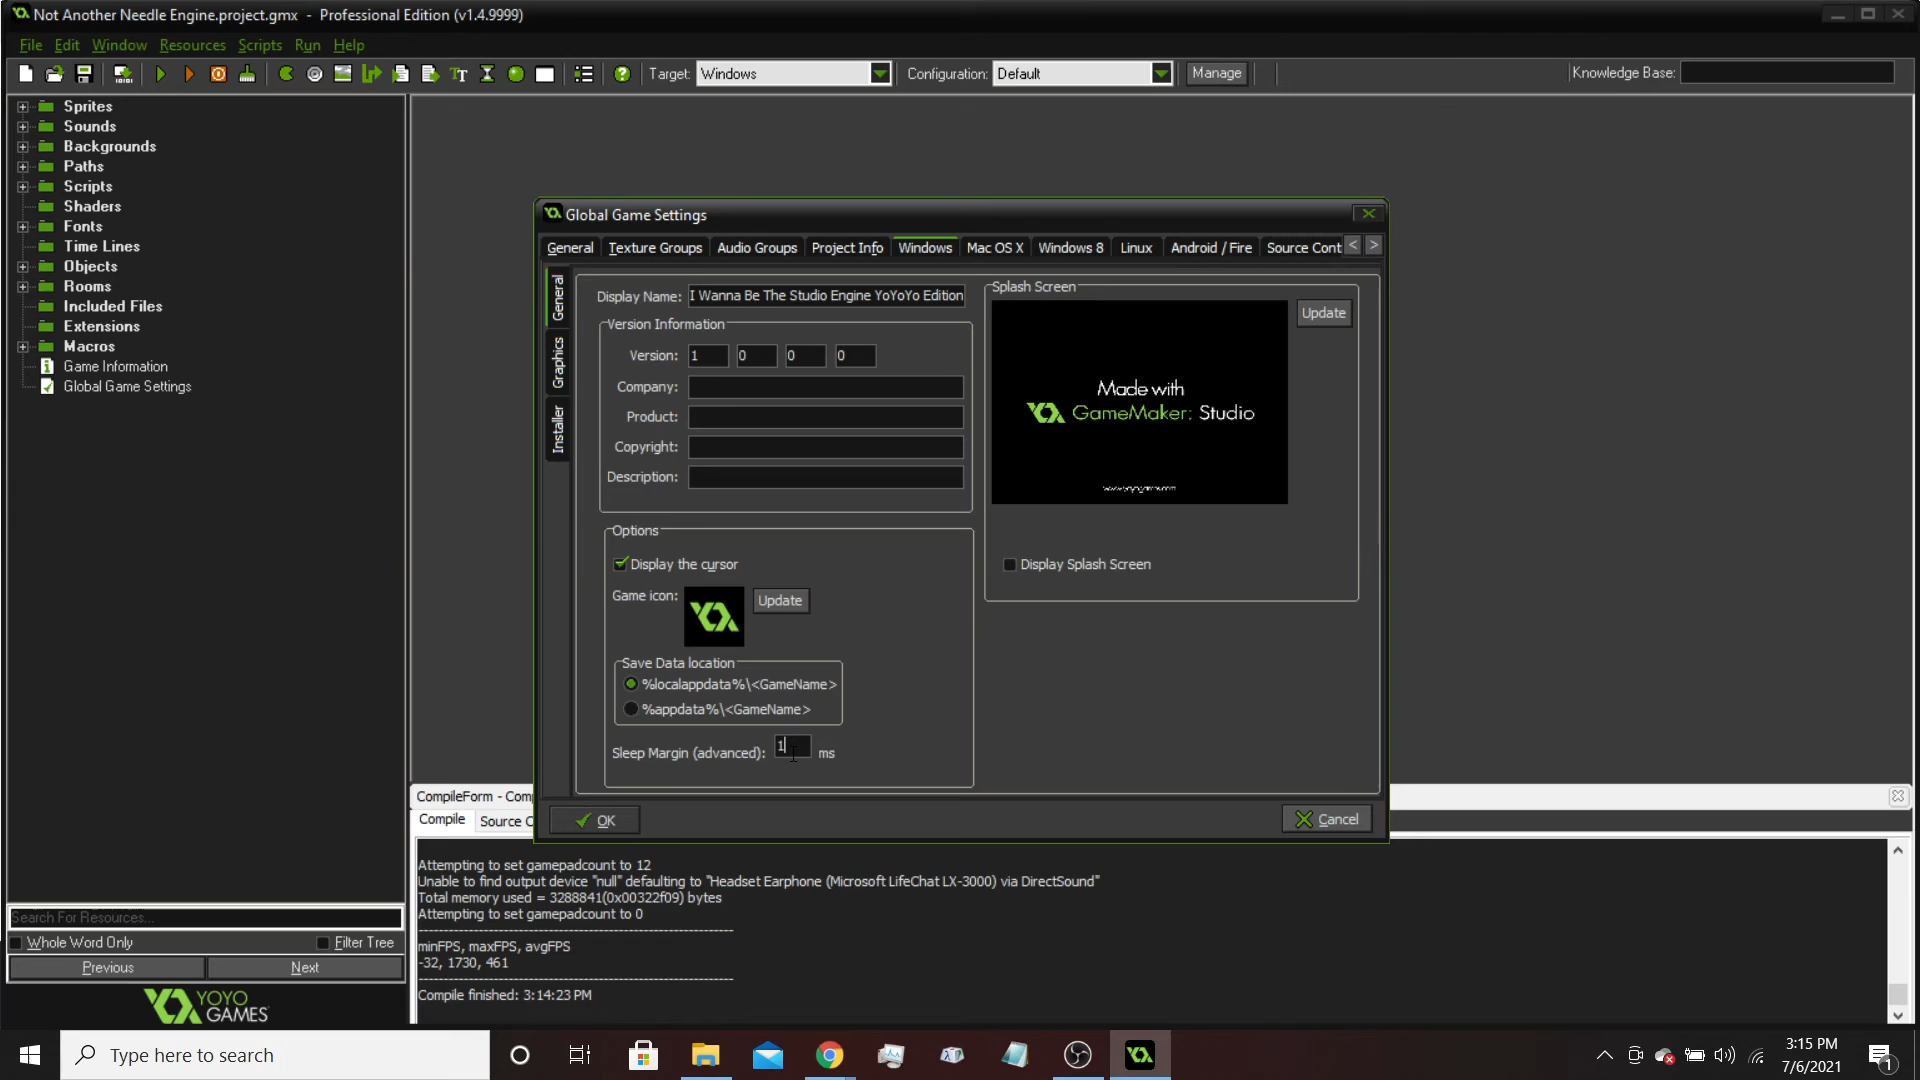 Not Another Needle Engine.project.gmx - Professional Edition (v1.4.9999)
File Edit Window Resources Scripts Run Help
Target: Windows Configuration: Default Manage Knowledge Base:
Sprites
Sounds
Backgrounds
Paths
Scripts
Shaders
Fonts
Time Lines
Objects
Rooms
Included Files
Extensions
Macros
Game Information
Global Game Settings
Search For Resources...
Whole Word Only Filter Tree
Previous Next
YOYO
GAMES
Global Game Settings
General Texture Groups Audio Groups Project Info Windows Mac OS X Windows 8 Linux Android / Fire Source Cont
General
Graphics
Installer
Display Name: I Wanna Be The Studio Engine YoYoYo Edition
Version Information
Version: 1 0 0 0
Company:
Product:
Copyright:
Description:
Options
Display the cursor
Game icon: Update
Save Data location
%localappdata%\<GameName>
%appdata%\<GameName>
Sleep Margin (advanced): 1 ms
Splash Screen
Update
Made with
GameMaker: Studio
www.yoyogames.com
Display Splash Screen
OK Cancel
CompileForm - Com
Compile Source C
Attempting to set gamepadcount to 12
Unable to find output device "null" defaulting to "Headset Earphone (Microsoft LifeChat LX-3000) via DirectSound"
Total memory used = 3288841(0x00322f09) bytes
Attempting to set gamepadcount to 0
minFPS, maxFPS, avgFPS
-32, 1730, 461
Compile finished: 3:14:23 PM
Type here to search
3:15 PM
7/6/2021
1